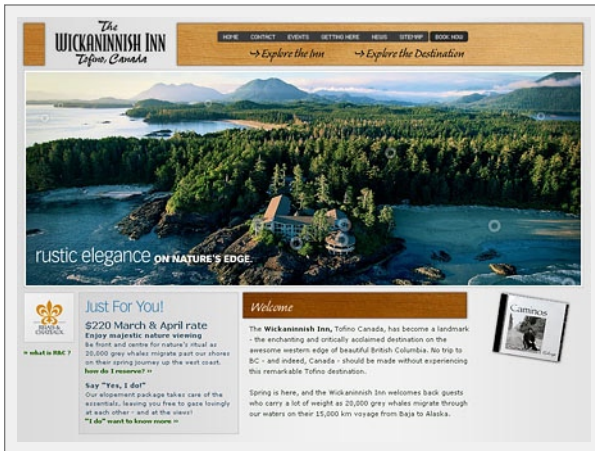 The
WICKANINNISH INN
Tofino, Canada
HOME CONTACT EVENTS GETTING HERE NEWS SITEMAP BOOK NOW
Explore the Inn Explore the Destination
rustic elegance ON NATURE'S EDGE.
RELAIS &
CHATEAUX
» what is R&C ?
Just For You!
$220 March & April rate
Enjoy majestic nature viewing
Be front and centre for nature's ritual as
20,000 grey whales migrate past our shores
on their spring journey up the west coast.
how do I reserve? »
Say "Yes, I do!"
Our elopement package takes care of the
essentials, leaving you free to gaze lovingly
at each other - and at the views!
"I do" want to know more »
Welcome
The Wickaninnish Inn, Tofino Canada, has become a landmark
- the enchanting and critically acclaimed destination on the
awesome western edge of beautiful British Columbia. No trip to
BC - and indeed, Canada - should be made without experiencing
this remarkable Tofino destination.
Spring is here, and the Wickaninnish Inn welcomes back guests
who carry a lot of weight as 20,000 grey whales migrate through
our waters on their 15,000 km voyage from Baja to Alaska.
Caminos